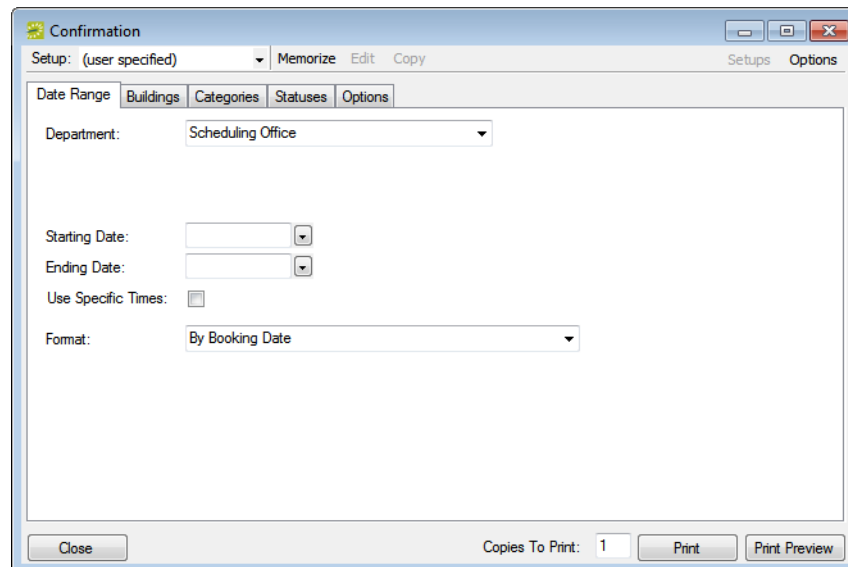 Confirmation
Setup: (user specified) Memorize Edit Copy Setups Options
Date Range Buildings Categories Statuses Options
Department: Scheduling Office
Starting Date:
Ending Date:
Use Specific Times:
Format: By Booking Date
Close Copies To Print: 1 Print Print Preview